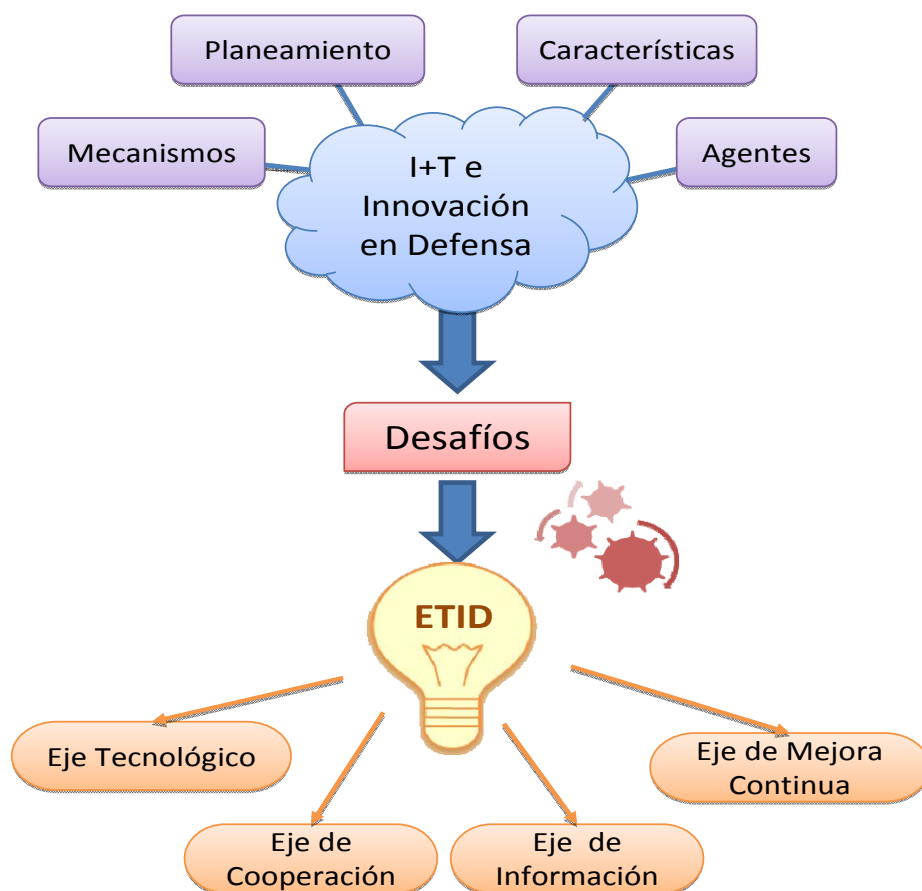 Planeamiento
Características
Mecanismos
Agentes
I+T e
Innovación
en Defensa
Desafíos
ETID
Eje Tecnológico
Eje de Mejora
Continua
Eje de
Cooperación
Eje de
Información